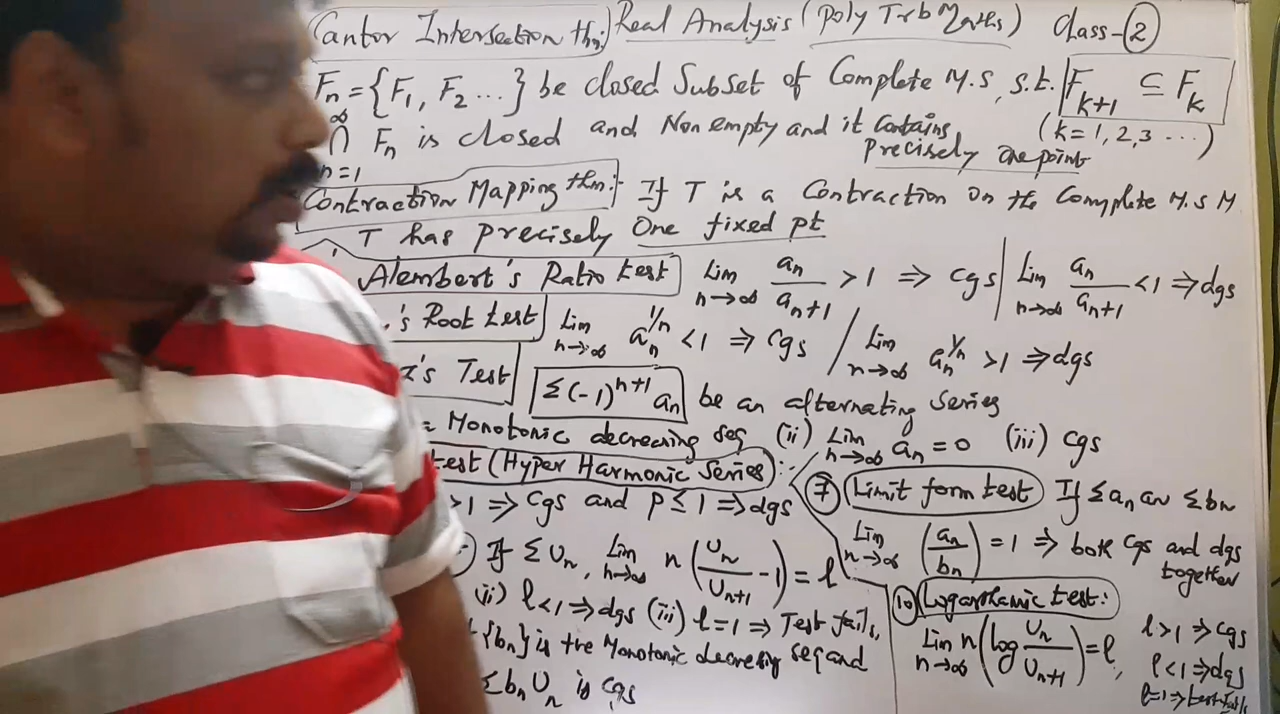 Cantor Intersection thm: Real Analysis (Poly Trb Maths) Class-②
Fₙ = {F₁, F₂ ...} be closed Subset of Complete M.S, s.t. F_{k+1} ⊆ F_k
(k=1, 2, 3 ...)
∞
∩ Fₙ is closed and Non empty and it contains
n=1
precisely one point
Contraction Mapping thm:- If T is a Contraction on the Complete M.S M
T has precisely One fixed pt
Alembert's Ratio test Lim n→∞ aₙ/aₙ₊₁ > 1 ⇒ cgs | Lim n→∞ aₙ/aₙ₊₁ < 1 ⇒ dgs
's Root test Lim n→∞ aₙ^{1/n} < 1 ⇒ cgs / Lim n→∞ aₙ^{1/n} > 1 ⇒ dgs
z's Test Σ(-1)ⁿ⁺¹ aₙ be an alternating series
= Monotonic decreasing seq (ii) Lim n→∞ aₙ = 0 (iii) cgs
test (Hyper Harmonic Series):-
>1 ⇒ cgs and P ≤ 1 ⇒ dgs
⑦ Limit form test If Σaₙ an Σbₙ
Lim n→∞ (aₙ/bₙ) = 1 ⇒ both cgs and dgs
together
If ΣUₙ, Lim n→∞ n(Uₙ/Uₙ₊₁ - 1) = l
(ii) l<1 ⇒ dgs (iii) l=1 ⇒ Test fails,
{bₙ} is the Monotonic decreasing seq and
Σbₙ Uₙ is cgs
⑩ Logarthamic test:
Lim n→∞ n(log Uₙ/Uₙ₊₁) = l,
l>1 ⇒ cgs
l<1 ⇒ dgs
l=1 ⇒ test fails